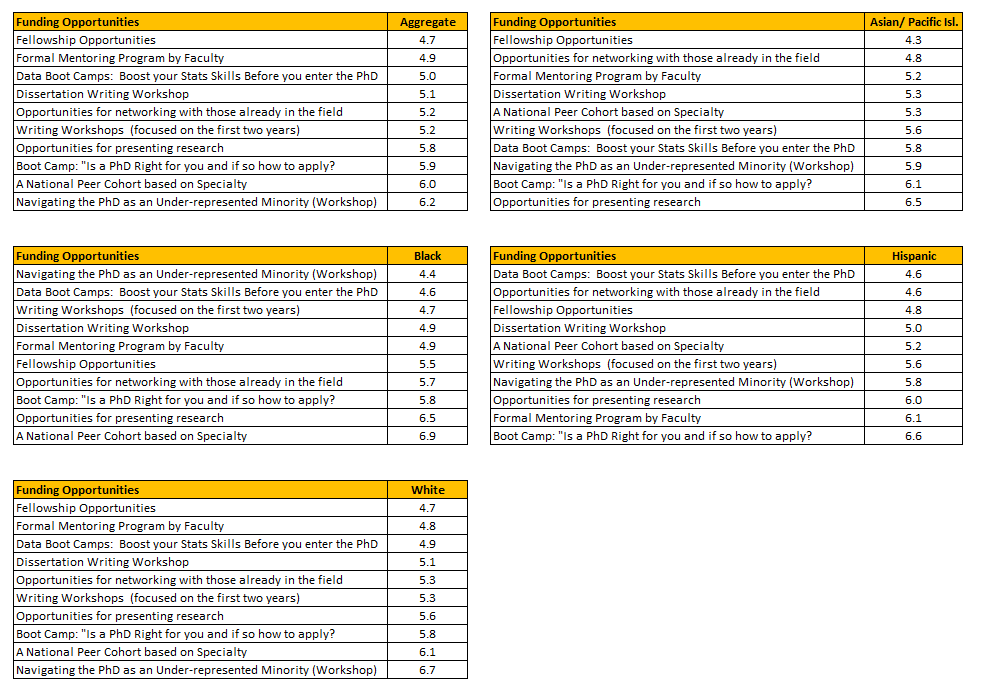 Funding Opportunities Aggregate
Fellowship Opportunities 4.7
Formal Mentoring Program by Faculty 4.9
Data Boot Camps:  Boost your Stats Skills Before you enter the PhD 5.0
Dissertation Writing Workshop 5.1
Opportunities for networking with those already in the field 5.2
Writing Workshops  (focused on the first two years) 5.2
Opportunities for presenting research 5.8
Boot Camp: "Is a PhD Right for you and if so how to apply? 5.9
A National Peer Cohort based on Specialty 6.0
Navigating the PhD as an Under-represented Minority (Workshop) 6.2
Funding Opportunities Asian/ Pacific Isl.
Fellowship Opportunities 4.3
Opportunities for networking with those already in the field 4.8
Formal Mentoring Program by Faculty 5.2
Dissertation Writing Workshop 5.3
A National Peer Cohort based on Specialty 5.3
Writing Workshops  (focused on the first two years) 5.6
Data Boot Camps:  Boost your Stats Skills Before you enter the PhD 5.8
Navigating the PhD as an Under-represented Minority (Workshop) 5.9
Boot Camp: "Is a PhD Right for you and if so how to apply? 6.1
Opportunities for presenting research 6.5
Funding Opportunities Black
Navigating the PhD as an Under-represented Minority (Workshop) 4.4
Data Boot Camps:  Boost your Stats Skills Before you enter the PhD 4.6
Writing Workshops  (focused on the first two years) 4.7
Dissertation Writing Workshop 4.9
Formal Mentoring Program by Faculty 4.9
Fellowship Opportunities 5.5
Opportunities for networking with those already in the field 5.7
Boot Camp: "Is a PhD Right for you and if so how to apply? 5.8
Opportunities for presenting research 6.5
A National Peer Cohort based on Specialty 6.9
Funding Opportunities Hispanic
Data Boot Camps:  Boost your Stats Skills Before you enter the PhD 4.6
Opportunities for networking with those already in the field 4.6
Fellowship Opportunities 4.8
Dissertation Writing Workshop 5.0
A National Peer Cohort based on Specialty 5.2
Writing Workshops  (focused on the first two years) 5.6
Navigating the PhD as an Under-represented Minority (Workshop) 5.8
Opportunities for presenting research 6.0
Formal Mentoring Program by Faculty 6.1
Boot Camp: "Is a PhD Right for you and if so how to apply? 6.6
Funding Opportunities White
Fellowship Opportunities 4.7
Formal Mentoring Program by Faculty 4.8
Data Boot Camps:  Boost your Stats Skills Before you enter the PhD 4.9
Dissertation Writing Workshop 5.1
Opportunities for networking with those already in the field 5.3
Writing Workshops  (focused on the first two years) 5.3
Opportunities for presenting research 5.6
Boot Camp: "Is a PhD Right for you and if so how to apply? 5.8
A National Peer Cohort based on Specialty 6.1
Navigating the PhD as an Under-represented Minority (Workshop) 6.7